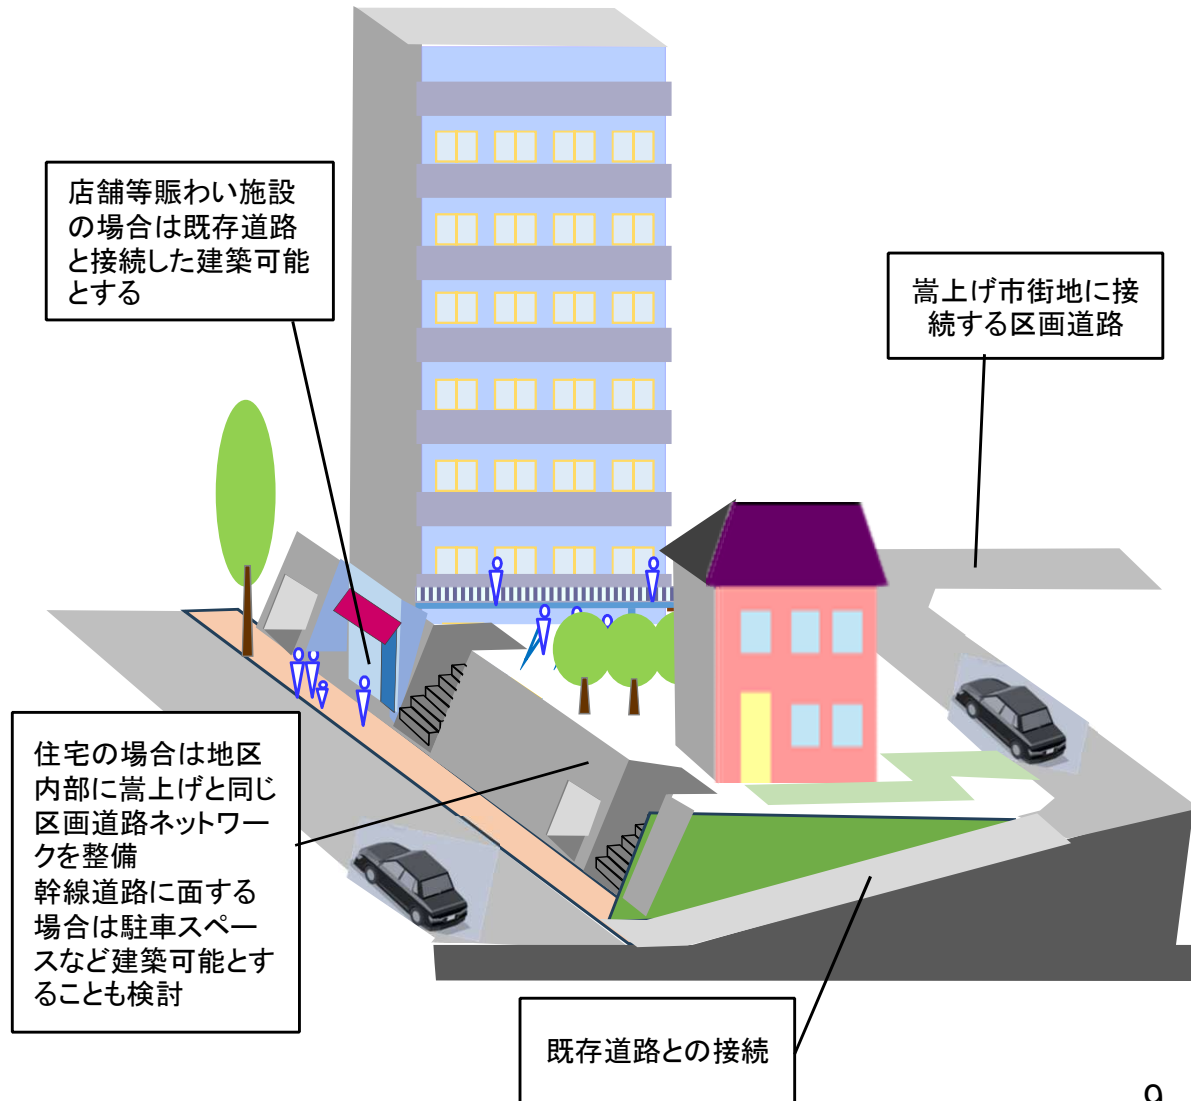 店舗等賑わい施設
の場合は既存道路
と接続した建築可能
とする
嵩上げ市街地に接
続する区画道路
住宅の場合は地区
内部に嵩上げと同じ
区画道路ネットワー
クを整備
幹線道路に面する
場合は駐車スペー
スなど建築可能とす
ることも検討
既存道路との接続
9